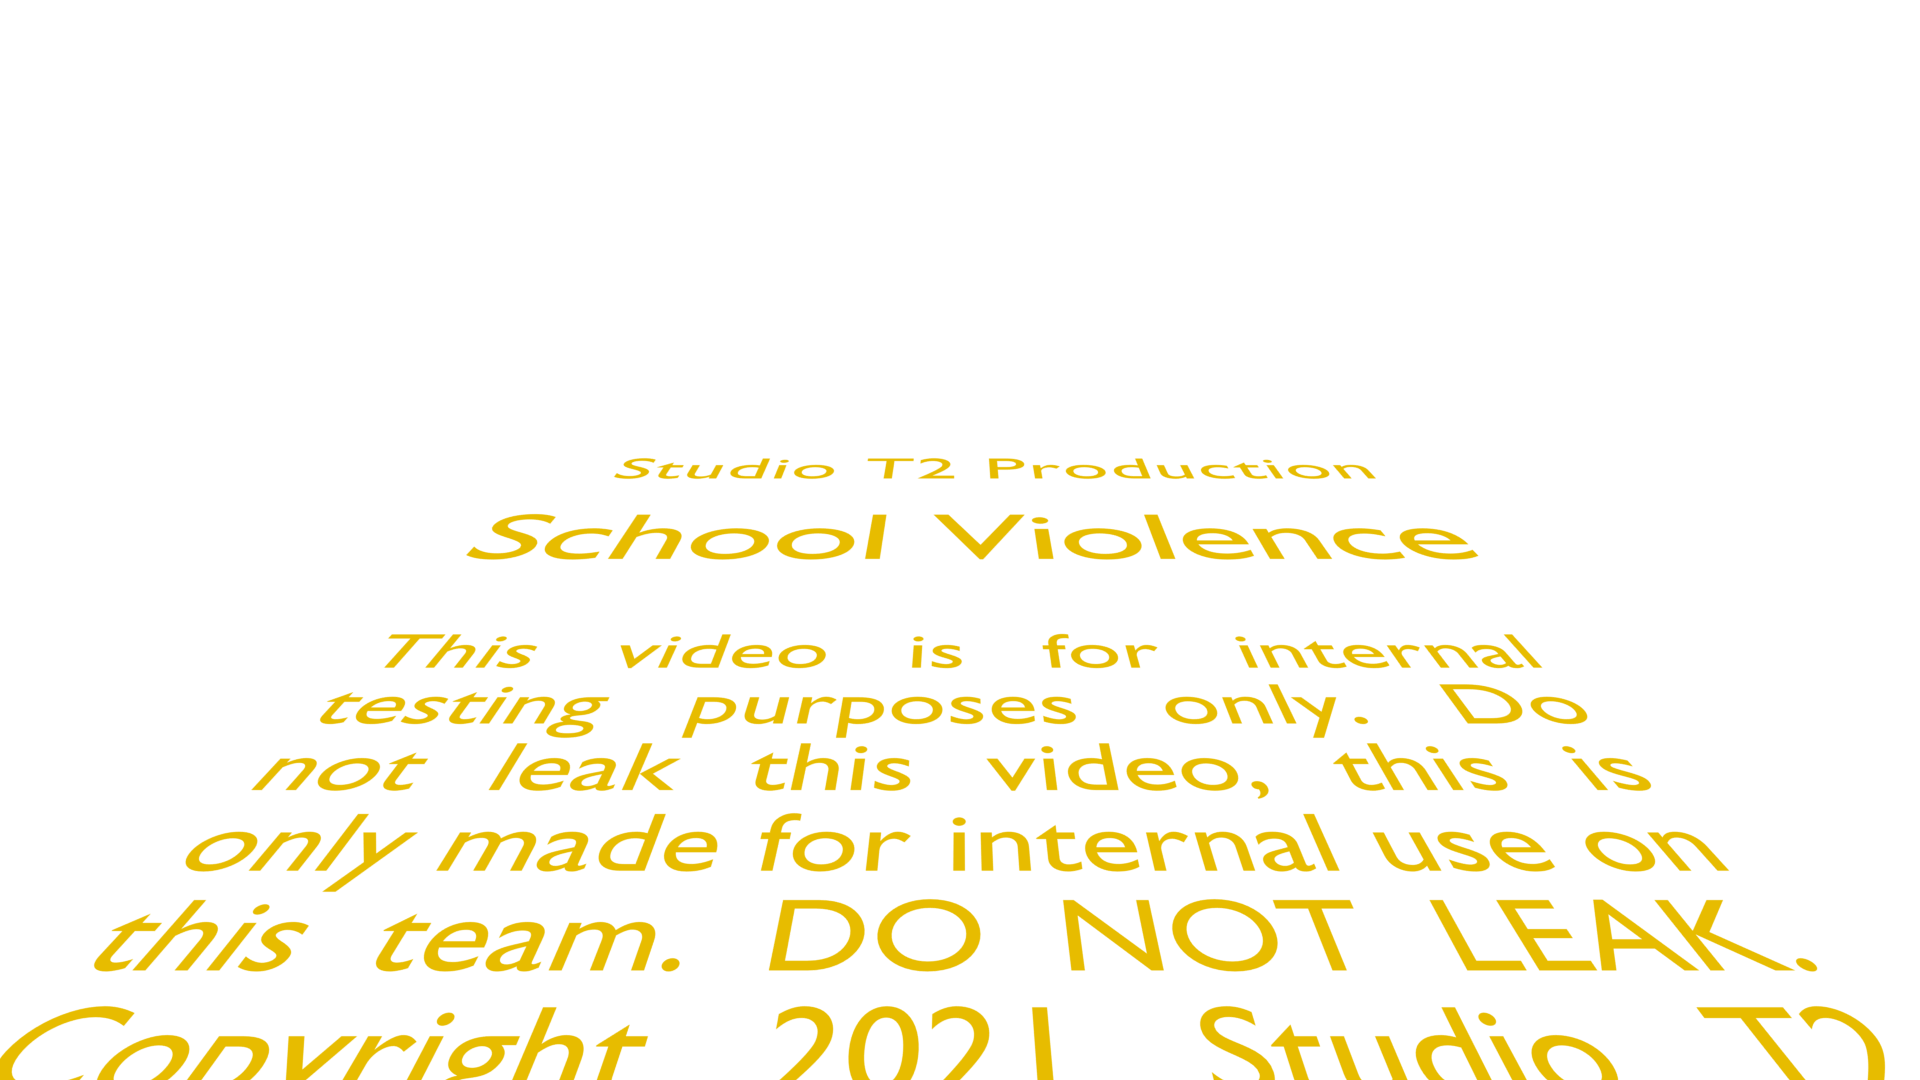 Studio T2 Production
School Violence
This video is for internal
testing purposes only. Do
not leak this video, this is
only made for internal use on
this team. DO NOT LEAK.
Copyright 2021 Studio T2